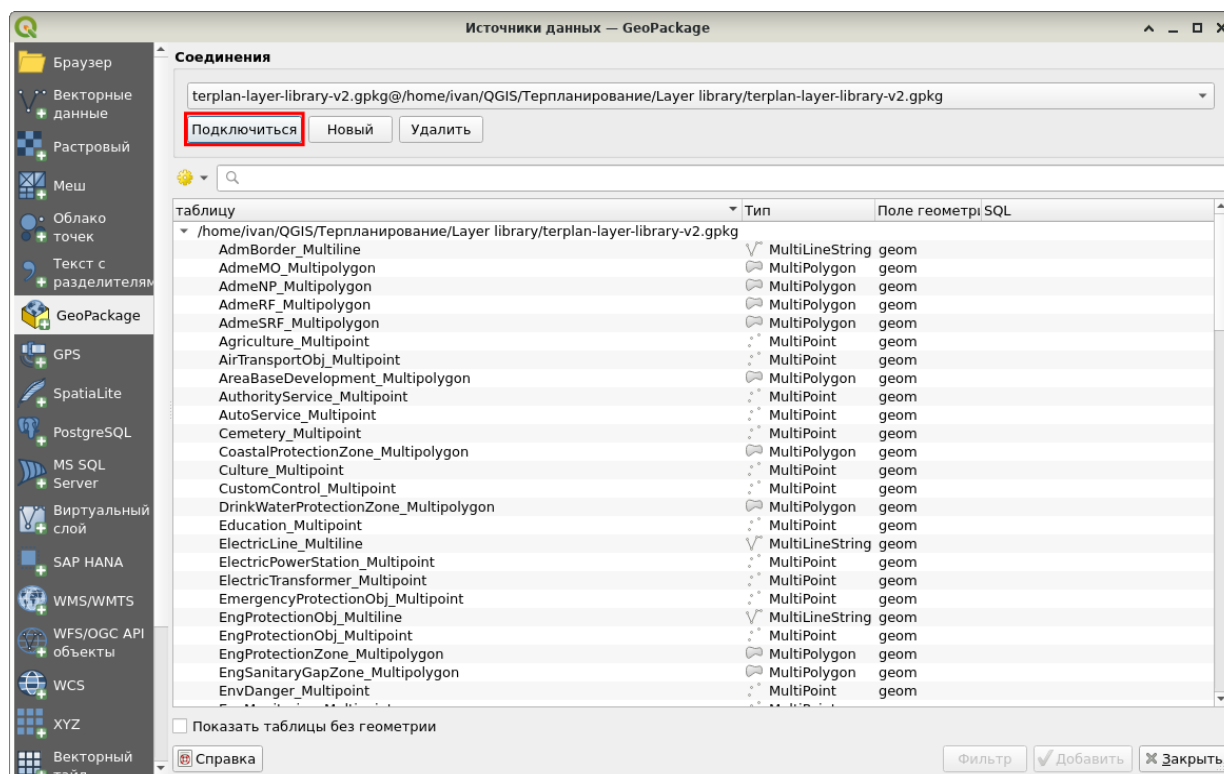 Источники данных — GeoPackage
Браузер
Векторные
данные
Растровый
Меш
Облако
точек
Текст с
разделителям
GeoPackage
GPS
SpatiaLite
PostgreSQL
MS SQL
Server
Виртуальный
слой
SAP HANA
WMS/WMTS
WFS/OGC API
объекты
WCS
XYZ
Векторный
Соединения
terplan-layer-library-v2.gpkg@/home/ivan/QGIS/Терпланирование/Layer library/terplan-layer-library-v2.gpkg
Подключиться Новый Удалить
таблицу Тип Поле геометрі SQL
/home/ivan/QGIS/Терпланирование/Layer library/terplan-layer-library-v2.gpkg
AdmBorder_Multiline MultiLineString geom
AdmeMO_Multipolygon MultiPolygon geom
AdmeNP_Multipolygon MultiPolygon geom
AdmeRF_Multipolygon MultiPolygon geom
AdmeSRF_Multipolygon MultiPolygon geom
Agriculture_Multipoint MultiPoint geom
AirTransportObj_Multipoint MultiPoint geom
AreaBaseDevelopment_Multipolygon MultiPolygon geom
AuthorityService_Multipoint MultiPoint geom
AutoService_Multipoint MultiPoint geom
Cemetery_Multipoint MultiPoint geom
CoastalProtectionZone_Multipolygon MultiPolygon geom
Culture_Multipoint MultiPoint geom
CustomControl_Multipoint MultiPoint geom
DrinkWaterProtectionZone_Multipolygon MultiPolygon geom
Education_Multipoint MultiPoint geom
ElectricLine_Multiline MultiLineString geom
ElectricPowerStation_Multipoint MultiPoint geom
ElectricTransformer_Multipoint MultiPoint geom
EmergencyProtectionObj_Multipoint MultiPoint geom
EngProtectionObj_Multiline MultiLineString geom
EngProtectionObj_Multipoint MultiPoint geom
EngProtectionZone_Multipolygon MultiPolygon geom
EngSanitaryGapZone_Multipolygon MultiPolygon geom
EnvDanger_Multipoint MultiPoint geom
Показать таблицы без геометрии
Справка Фильтр Добавить Закрыть